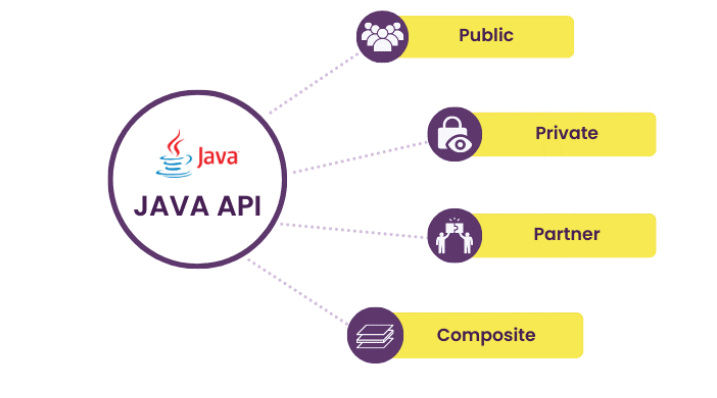 Public
Java
JAVA API
Private
Partner
Composite